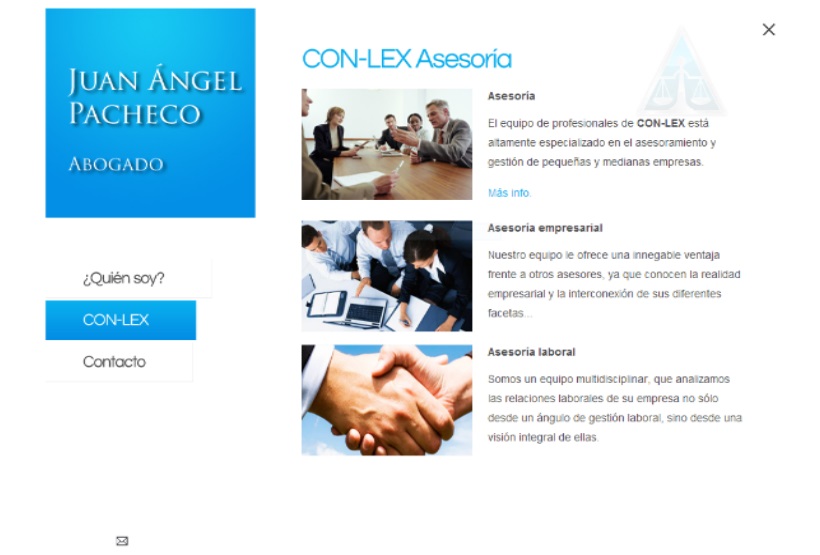 JUAN ÁNGEL
PACHECO
ABOGADO
¿Quién soy?
CON-LEX
Contacto
CON-LEX Asesoría
Asesoría
El equipo de profesionales de CON-LEX está
altamente especializado en el asesoramiento y
gestión de pequeñas y medianas empresas.
Más info.
Asesoría empresarial
Nuestro equipo le ofrece una innegable ventaja
frente a otros asesores, ya que conocen la realidad
empresarial y la interconexión de sus diferentes
facetas...
Asesoría laboral
Somos un equipo multidisciplinar, que analizamos
las relaciones laborales de su empresa no sólo
desde un ángulo de gestión laboral, sino desde una
visión integral de ellas.